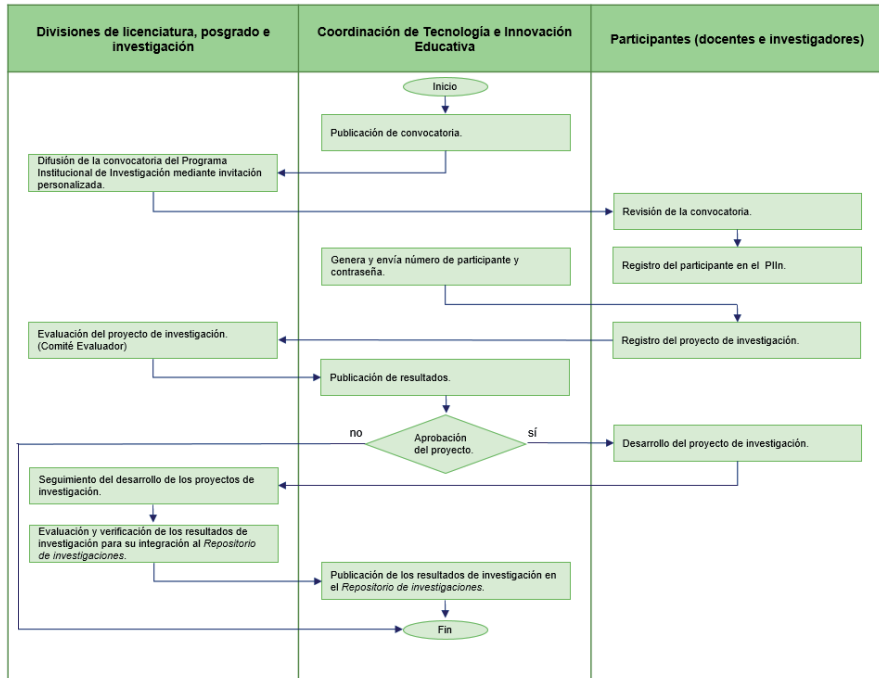 Divisiones de licenciatura, posgrado e
investigación
Coordinación de Tecnología e Innovación
Educativa
Participantes (docentes e investigadores)
Inicio
Publicación de convocatoria.
Difusión de la convocatoria del Programa
Institucional de Investigación mediante invitación
personalizada.
Revisión de la convocatoria.
Genera y envía número de participante y
contraseña.
Registro del participante en el PIIn.
Evaluación del proyecto de investigación.
(Comité Evaluador)
Registro del proyecto de investigación.
Publicación de resultados.
no
Aprobación
del proyecto.
sí
Desarrollo del proyecto de investigación.
Seguimiento del desarrollo de los proyectos de
investigación.
Evaluación y verificación de los resultados de
investigación para su integración al Repositorio
de investigaciones.
Publicación de los resultados de investigación en
el Repositorio de investigaciones.
Fin